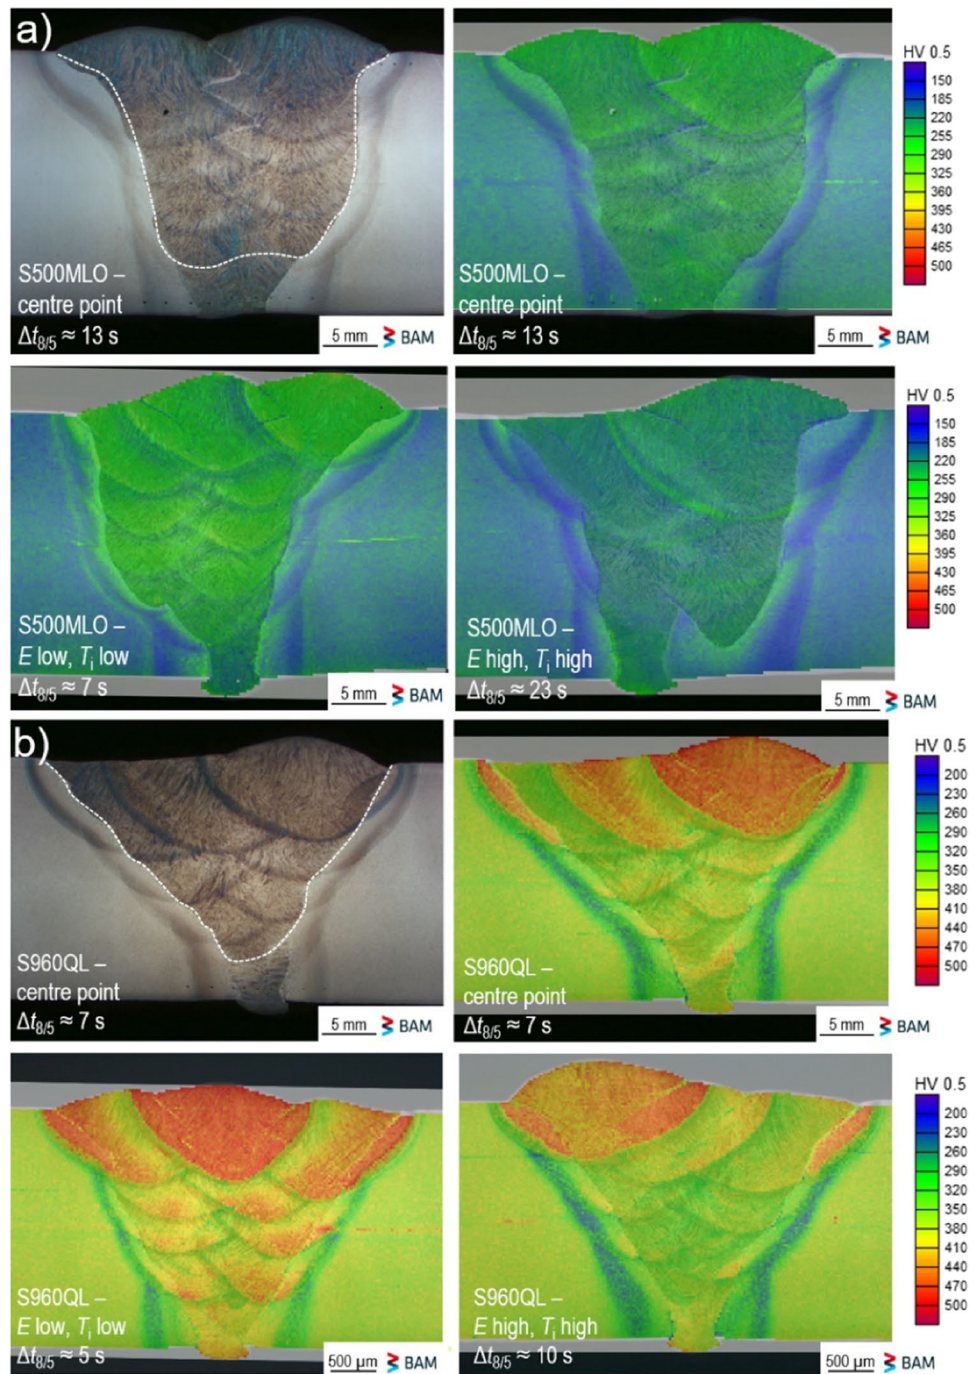 a)
S500MLO –
centre point
Δt8/5 ≈ 13 s
5 mm
BAM
S500MLO –
centre point
Δt8/5 ≈ 13 s
5 mm
BAM
HV 0.5
150
185
220
255
290
325
360
395
430
465
500
S500MLO –
E low, Ti low
Δt8/5 ≈ 7 s
5 mm
BAM
S500MLO –
E high, Ti high
Δt8/5 ≈ 23 s
5 mm
BAM
HV 0.5
150
185
220
255
290
325
360
395
430
465
500
b)
S960QL –
centre point
Δt8/5 ≈ 7 s
5 mm
BAM
S960QL –
centre point
Δt8/5 ≈ 7 s
5 mm
BAM
HV 0.5
200
230
260
290
320
350
380
410
440
470
500
S960QL –
E low, Ti low
Δt8/5 ≈ 5 s
500 µm
BAM
S960QL –
E high, Ti high
Δt8/5 ≈ 10 s
500 µm
BAM
HV 0.5
200
230
260
290
320
350
380
410
440
470
500